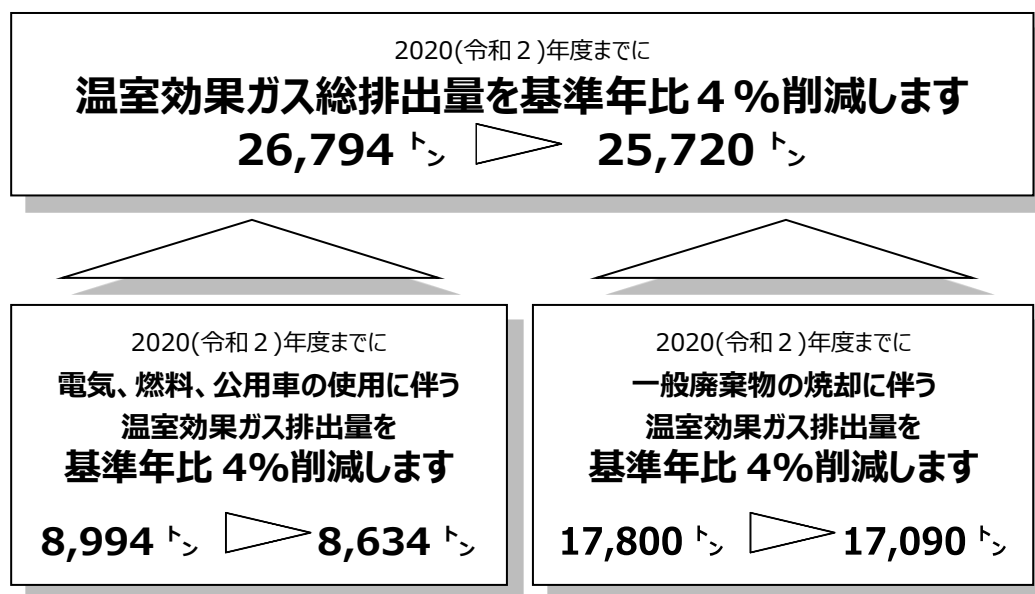 2020(令和２)年度までに
温室効果ガス総排出量を基準年比４%削減します
26,794 トン 25,720 トン
2020(令和２)年度までに
電気、燃料、公用車の使用に伴う
温室効果ガス排出量を
基準年比 4%削減します
8,994 トン 8,634 トン
2020(令和２)年度までに
一般廃棄物の焼却に伴う
温室効果ガス排出量を
基準年比 4%削減します
17,800 トン 17,090 トン